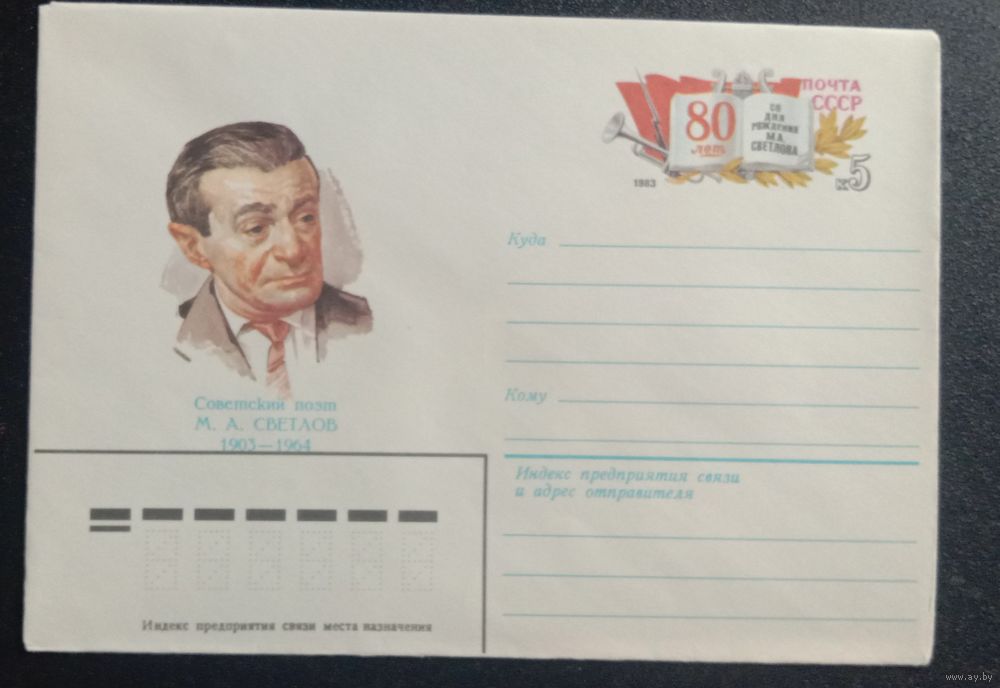 ПОЧТА
СССР
80
лет
СО
ДНЯ
РОЖДЕНИЯ
М.А.
СВЕТЛОВА
1983
к5
Куда
Кому
Советский поэт
М. А. СВЕТЛОВ
1903—1964
Индекс предприятия связи
и адрес отправителя
Индекс предприятия связи места назначения
www.ay.by